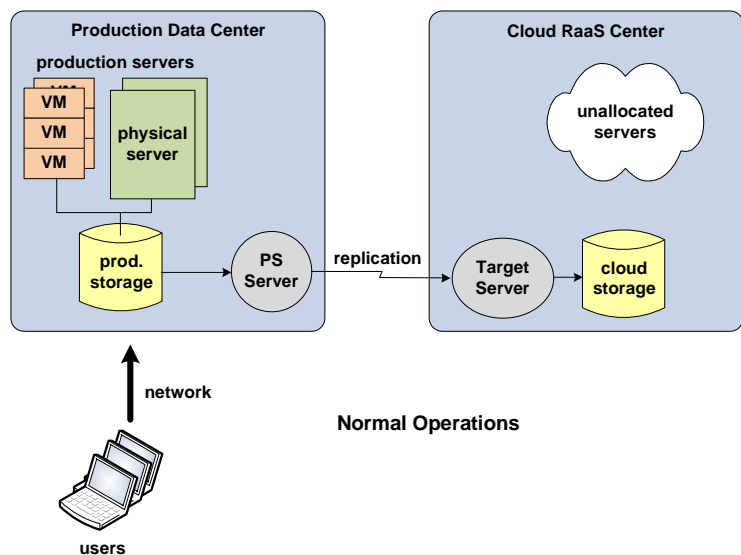 Production Data Center
production servers
VM
VM
VM
VM
physical
server
prod.
storage
PS
Server
replication
Cloud RaaS Center
unallocated
servers
Target
Server
cloud
storage
network
Normal Operations
users